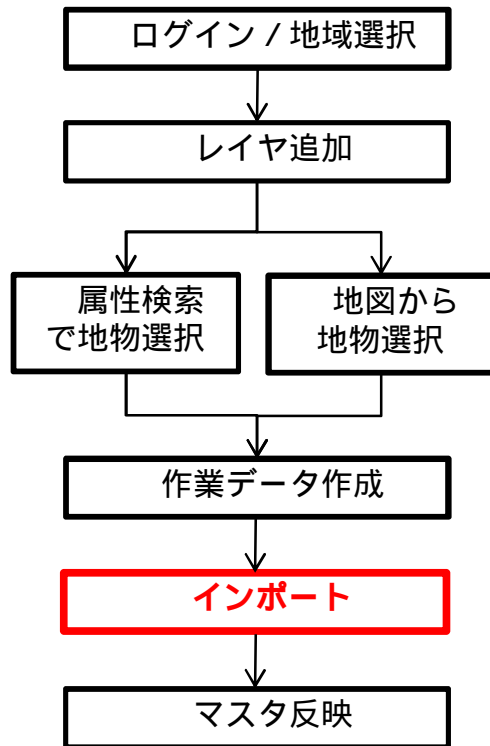 ログイン / 地域選択
レイヤ追加
属性検索
で地物選択
地図から
地物選択
作業データ作成
インポート
マスタ反映